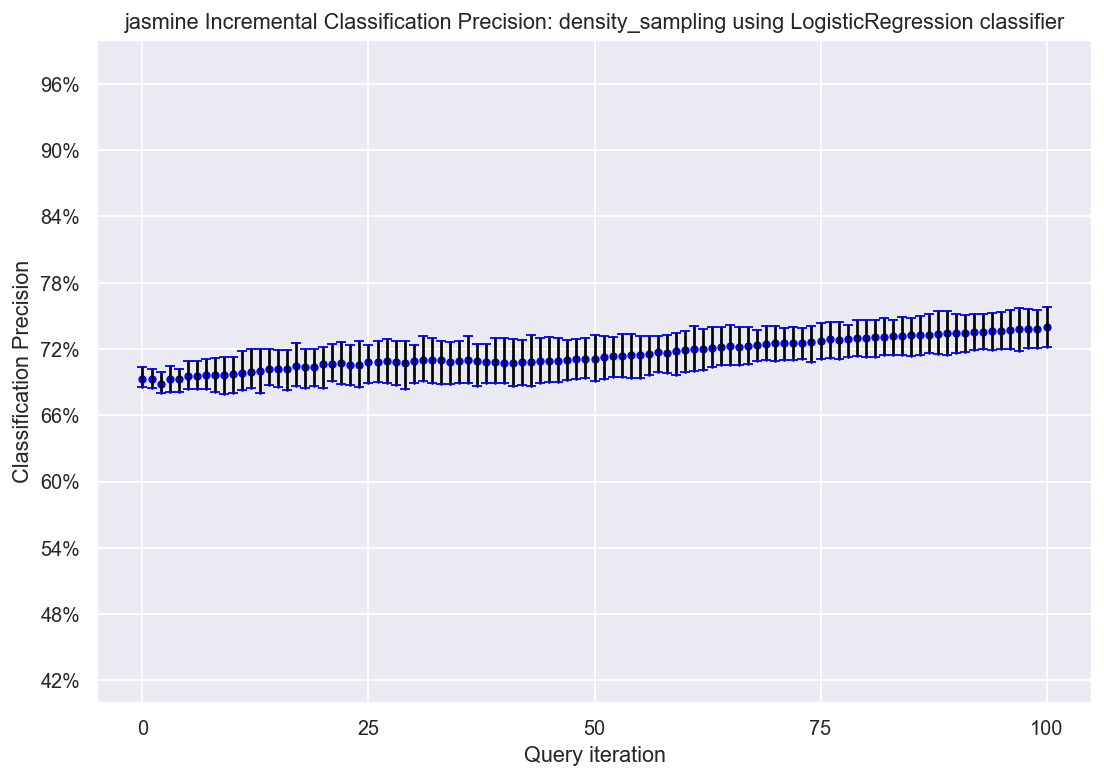 jasmine Incremental Classification Precision: density_sampling using LogisticRegression classifier
96%
90%
84%
78%
72%
66%
60%
54%
48%
42%
Classification Precision
0 25 50 75 100
Query iteration